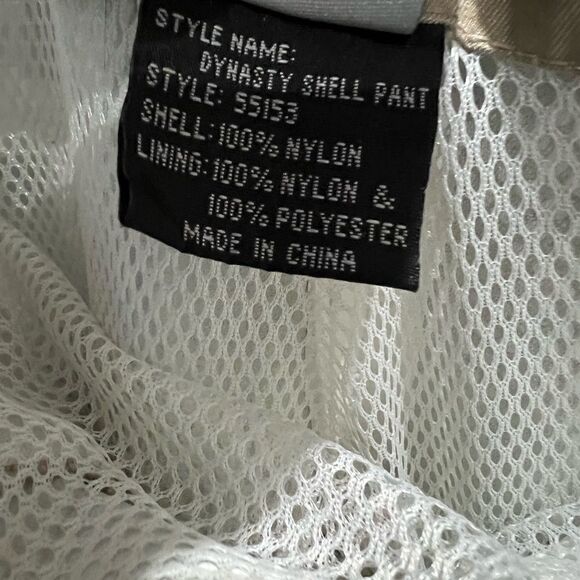 STYLE NAME:
DYNASTY SHELL PANT
STYLE: 55153
SHELL: 100% NYLON
LINING: 100% NYLON &
100% POLYESTER
MADE IN CHINA